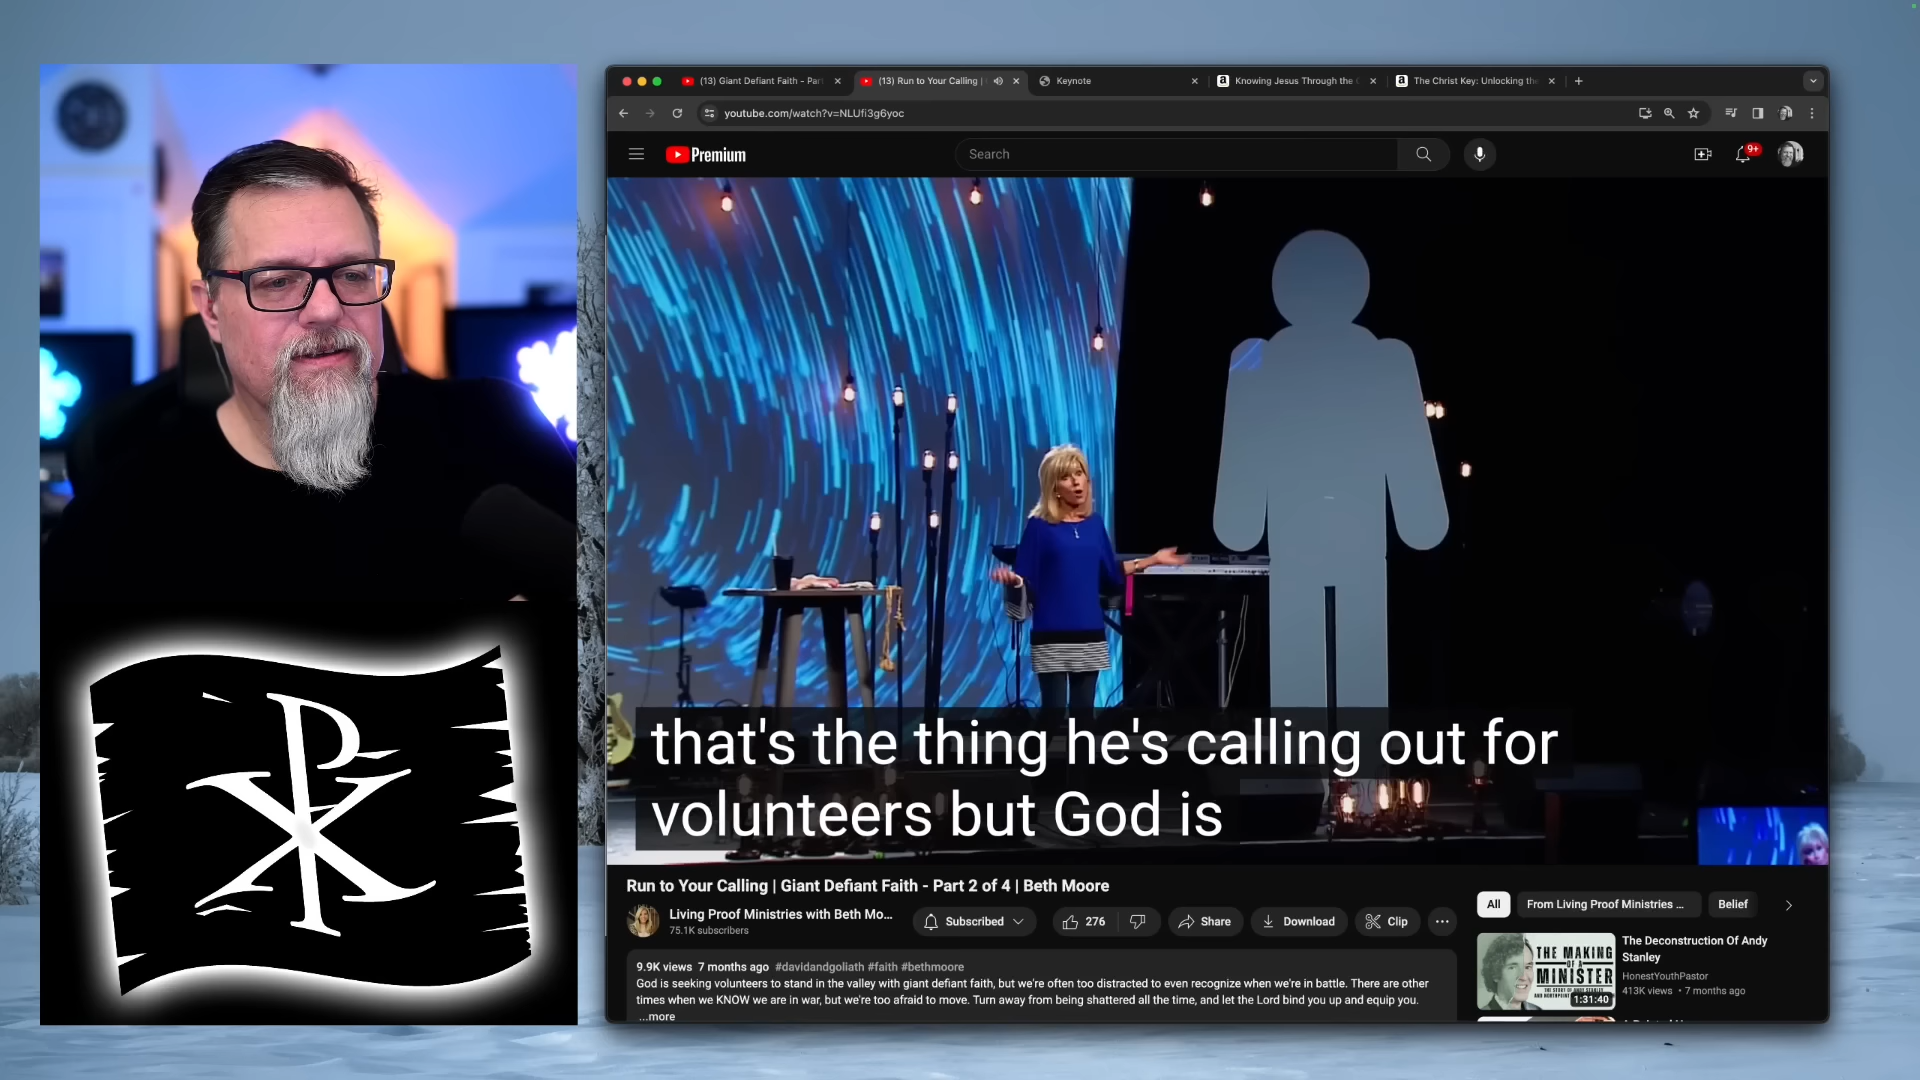 (13) Giant Defiant Faith - Par
(13) Run to Your Calling |
Keynote
Knowing Jesus Through the
The Christ Key: Unlocking the
youtube.com/watch?v=NLUfi3g6yoc
Premium
Search
9+
that's the thing he's calling out for
volunteers but God is
Run to Your Calling | Giant Defiant Faith - Part 2 of 4 | Beth Moore
Living Proof Ministries with Beth Mo...
75.1K subscribers
Subscribed
276
Share
Download
Clip
9.9K views 7 months ago #davidandgoliath #faith #bethmoore
God is seeking volunteers to stand in the valley with giant defiant faith, but we're often too distracted to even recognize when we're in battle. There are other
times when we KNOW we are in war, but we're too afraid to move. Turn away from being shattered all the time, and let the Lord bind you up and equip you.
...more
All
From Living Proof Ministries ...
Belief
THE MAKING
OF A
MINISTER
1:31:40
The Deconstruction Of Andy
Stanley
HonestYouthPastor
413K views • 7 months ago